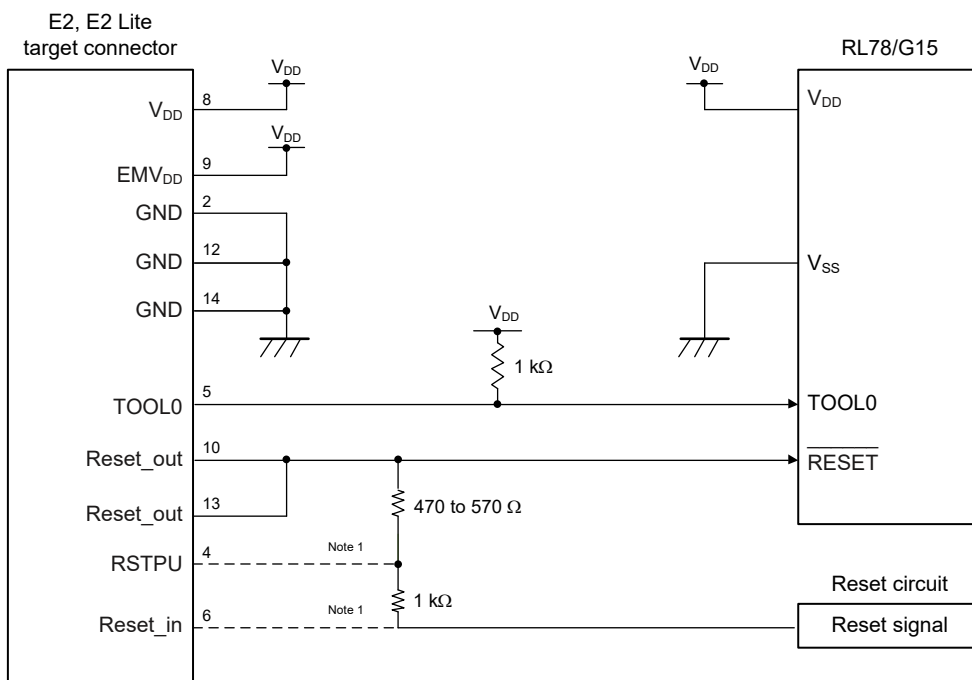 E2, E2 Lite
target connector
RL78/G15
VDD
VDD
8
VDD
VDD
VDD
VDD
9
EMVDD
2
GND
12
GND
VSS
14
GND
VDD
1 kΩ
5
TOOL0
TOOL0
10
Reset_out
RESET
470 to 570 Ω
13
Reset_out
4
Note 1
RSTPU
Reset circuit
1 kΩ
6
Note 1
Reset_in
Reset signal